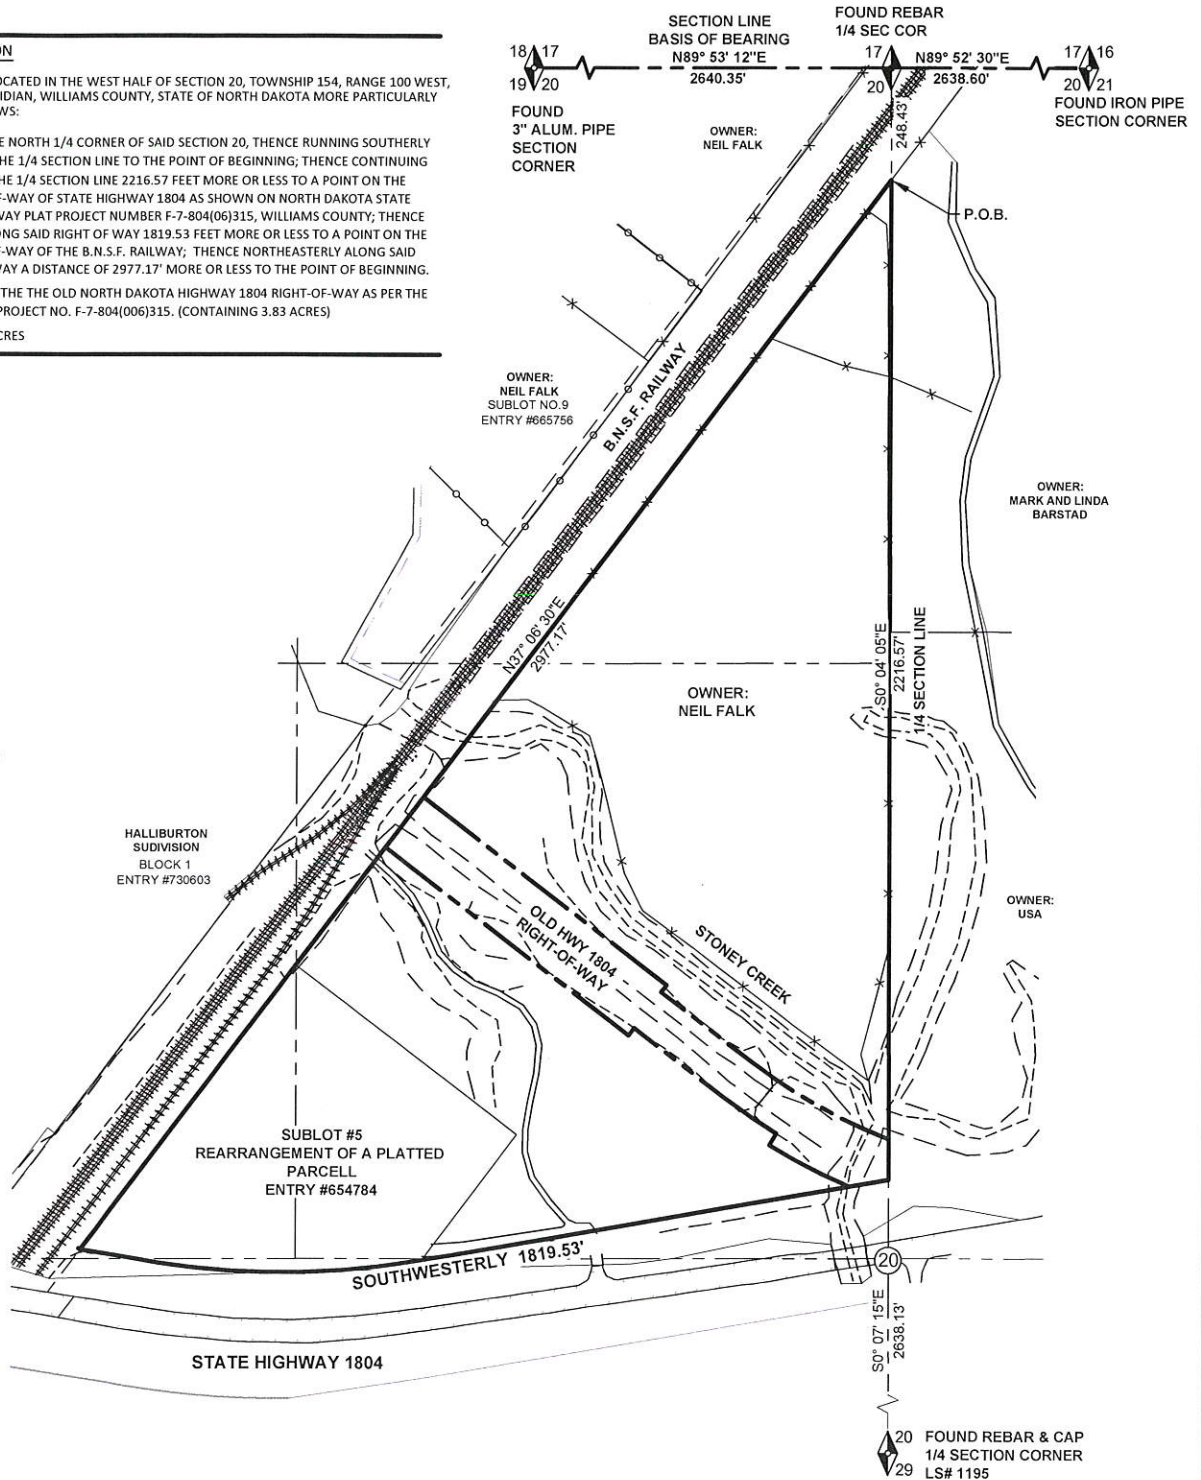 ON
OCATED IN THE WEST HALF OF SECTION 20, TOWNSHIP 154, RANGE 100 WEST,
IDIAN, WILLIAMS COUNTY, STATE OF NORTH DAKOTA MORE PARTICULARLY
WS:
E NORTH 1/4 CORNER OF SAID SECTION 20, THENCE RUNNING SOUTHERLY
HE 1/4 SECTION LINE TO THE POINT OF BEGINNING; THENCE CONTINUING
HE 1/4 SECTION LINE 2216.57 FEET MORE OR LESS TO A POINT ON THE
F-WAY OF STATE HIGHWAY 1804 AS SHOWN ON NORTH DAKOTA STATE
WAY PLAT PROJECT NUMBER F-7-804(06)315, WILLIAMS COUNTY; THENCE
NG SAID RIGHT OF WAY 1819.53 FEET MORE OR LESS TO A POINT ON THE
F-WAY OF THE B.N.S.F. RAILWAY; THENCE NORTHEASTERLY ALONG SAID
WAY A DISTANCE OF 2977.17' MORE OR LESS TO THE POINT OF BEGINNING.
THE THE OLD NORTH DAKOTA HIGHWAY 1804 RIGHT-OF-WAY AS PER THE
PROJECT NO. F-7-804(006)315. (CONTAINING 3.83 ACRES)
CRES
18 17
19 20
FOUND
3" ALUM. PIPE
SECTION
CORNER
SECTION LINE
BASIS OF BEARING
N89° 53' 12"E
2640.35'
FOUND REBAR
1/4 SEC COR
17
20
N89° 52' 30"E
2638.60'
17 16
20 21
FOUND IRON PIPE
SECTION CORNER
OWNER:
NEIL FALK
248.43'
P.O.B.
OWNER:
NEIL FALK
SUBLOT NO.9
ENTRY #665756
B.N.S.F. RAILWAY
OWNER:
MARK AND LINDA
BARSTAD
N37° 06' 30"E
2977.17'
S0° 04' 05"E
2216.57'
1/4 SECTION LINE
OWNER:
NEIL FALK
HALLIBURTON
SUDIVISION
BLOCK 1
ENTRY #730603
OWNER:
USA
OLD HWY 1804
RIGHT-OF-WAY
STONEY CREEK
SUBLOT #5
REARRANGEMENT OF A PLATTED
PARCELL
ENTRY #654784
SOUTHWESTERLY 1819.53'
20
STATE HIGHWAY 1804
S0° 07' 15"E
2638.13'
20
29
FOUND REBAR & CAP
1/4 SECTION CORNER
LS# 1195